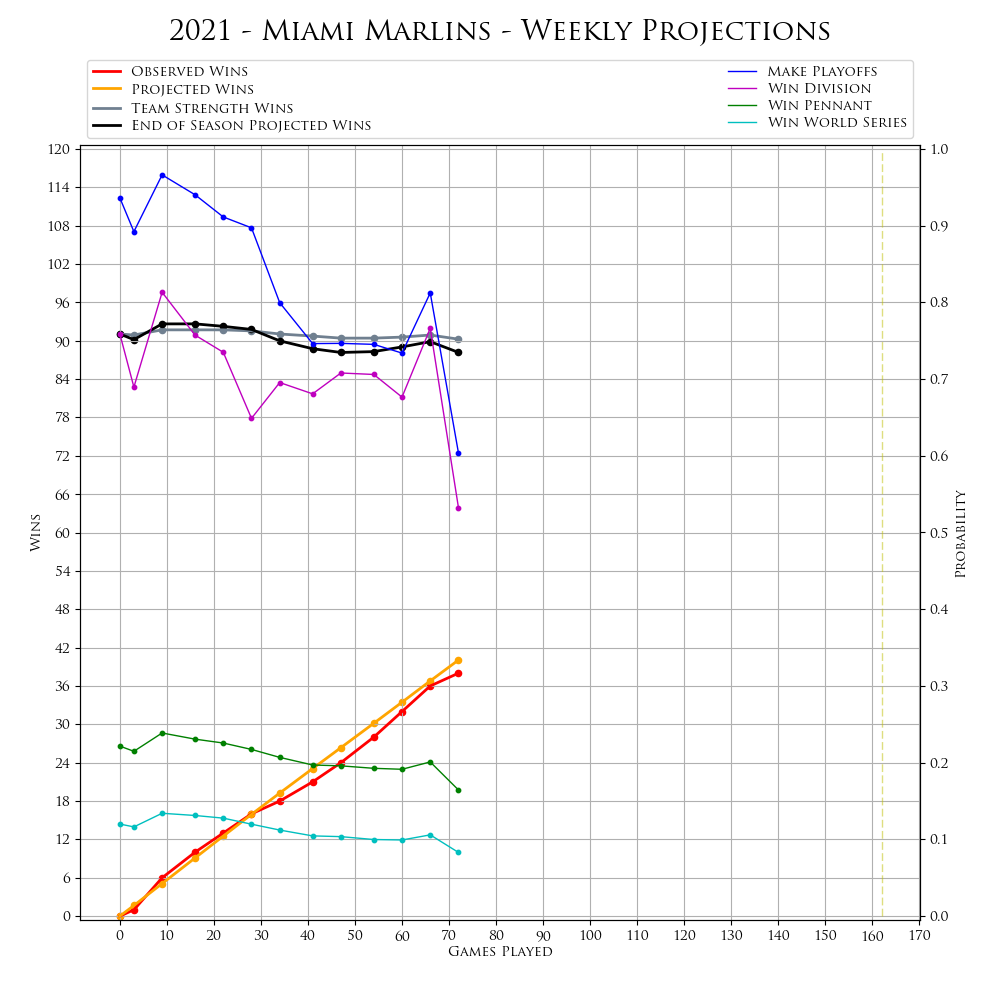 2021 - Miami Marlins - Weekly Projections
Observed Wins
Projected Wins
Team Strength Wins
End of Season Projected Wins
Make Playoffs
Win Division
Win Pennant
Win World Series
120
114
108
102
96
90
84
78
72
66
60
54
48
42
36
30
24
18
12
6
0
Wins
1.0
0.9
0.8
0.7
0.6
0.5
0.4
0.3
0.2
0.1
0.0
Probability
0 10 20 30 40 50 60 70 80 90 100 110 120 130 140 150 160 170
Games Played